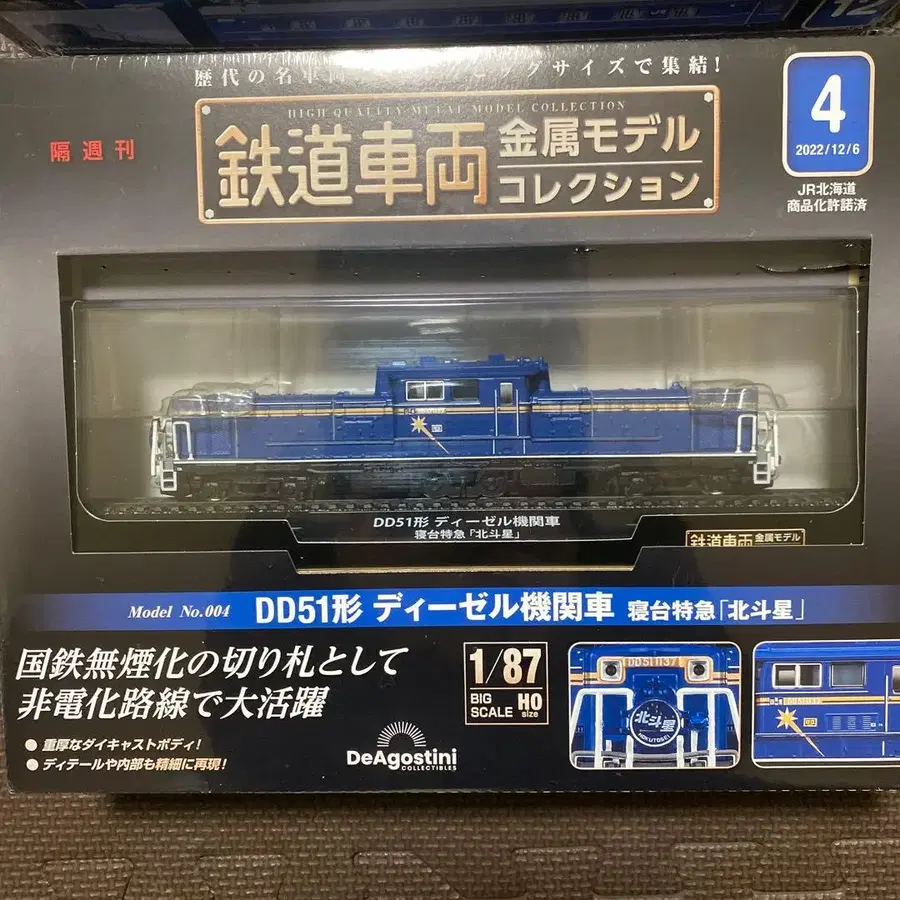 12
歴代の名車両
グサイズで集結!
HIGH QUALITY METAL MODEL COLLECTION
鉄道車両
金属モデル
コレクション
隔週刊
4
2022/12/6
JR北海道
商品化許諾済
DD51形 ディーゼル機関車
寝台特急「北斗星」
鉄道車両 金属モデル
Model No.004 DD51形 ディーゼル機関車 寝台特急「北斗星」
国鉄無煙化の切り札として
非電化路線で大活躍
● 重厚なダイキャストボディ!
● ディテールや内部も精細に再現!
DeAgostini
COLLECTIBLES
1/87
BIG
SCALE
HO
size
DD51 1137
北斗星
HOKUTOSEI